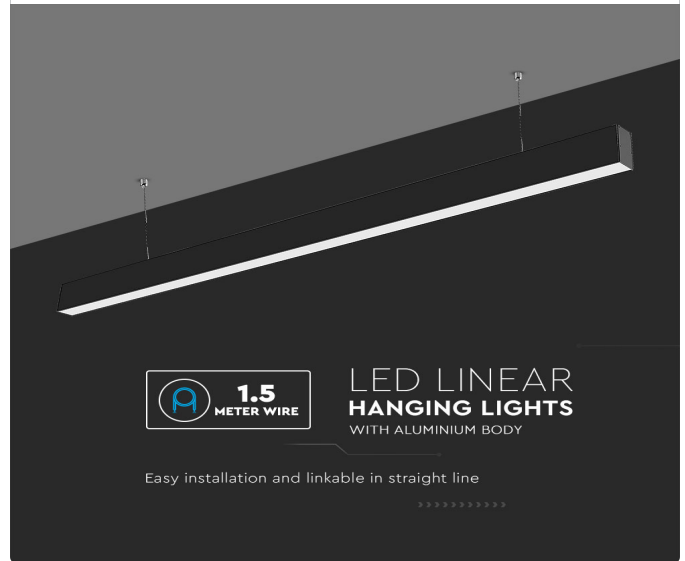 1.5
METER WIRE
LED LINEAR
HANGING LIGHTS
WITH ALUMINIUM BODY
Easy installation and linkable in straight line